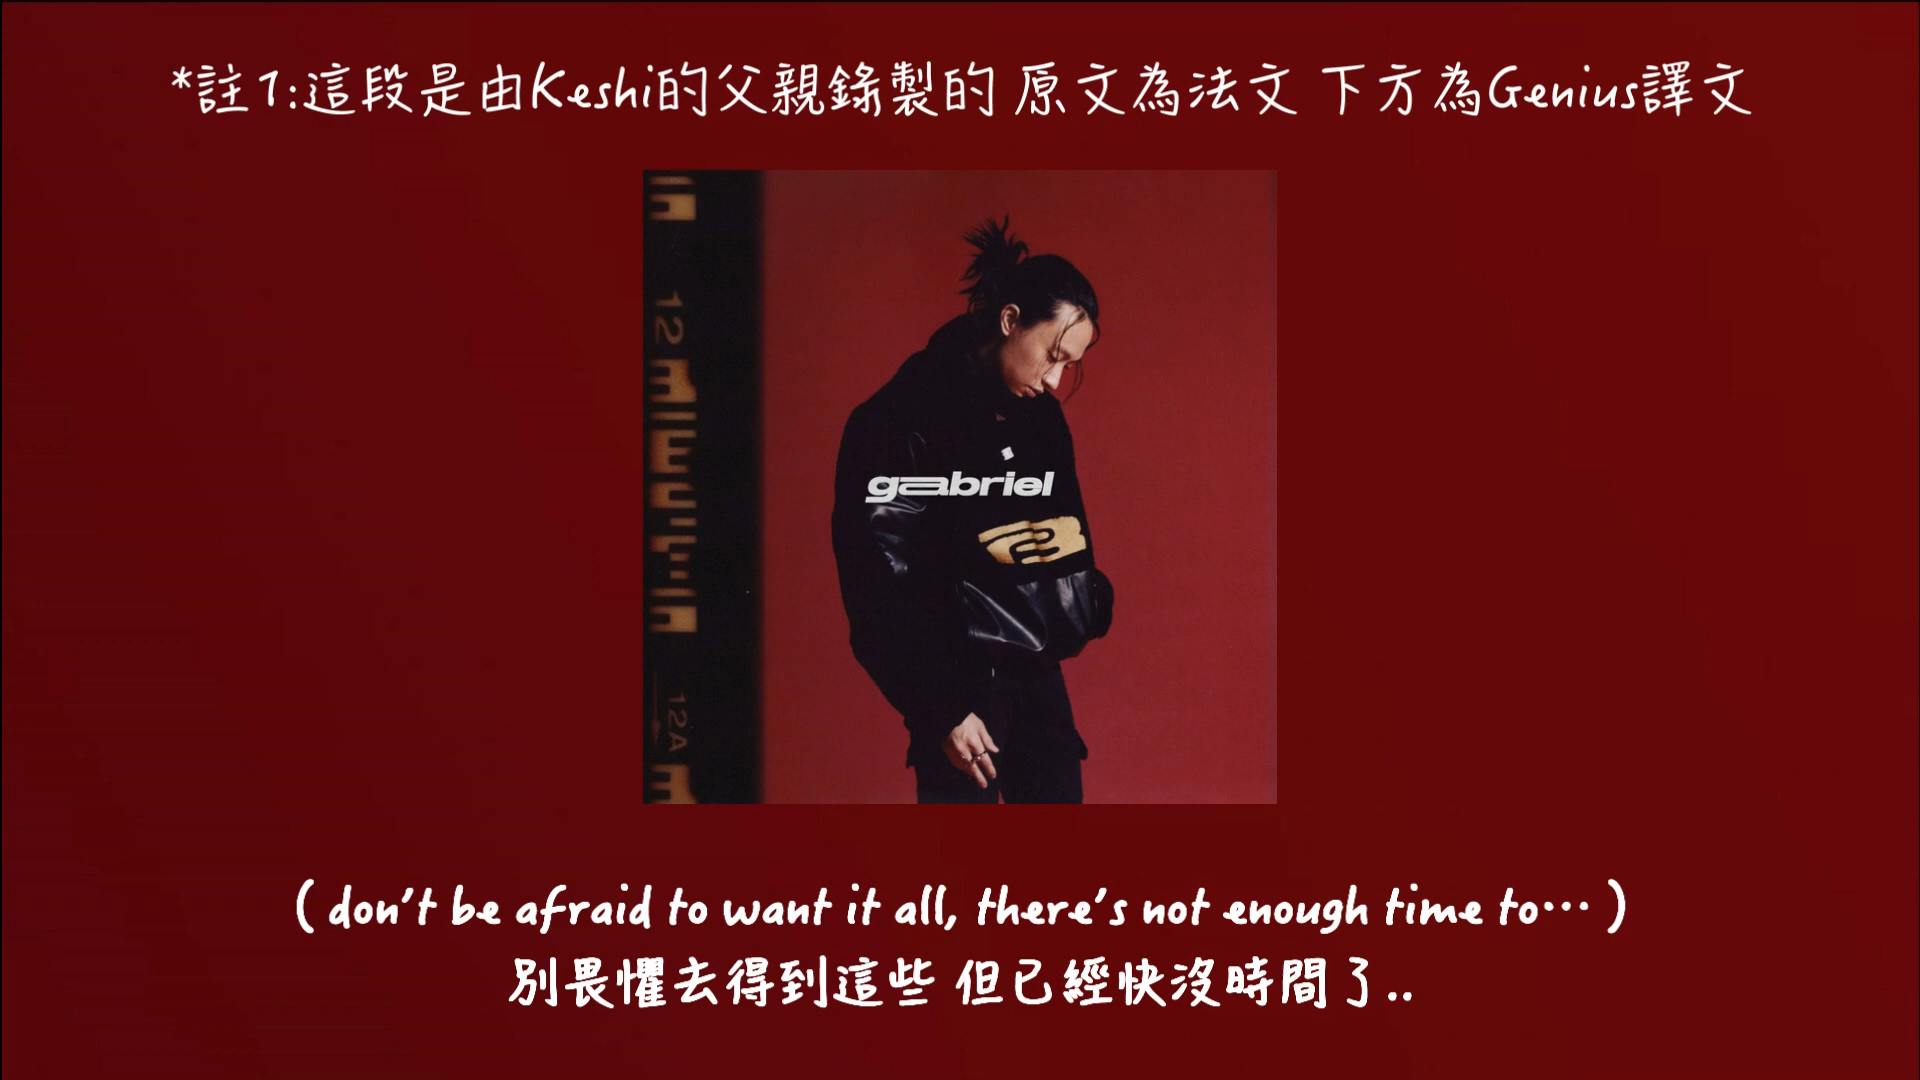 *註1:這段是由Keshi的父親錄製的 原文為法文 下方為Genius譯文
12
gabriel
12A
( don't be afraid to want it all, there's not enough time to... )
別畏懼去得到這些 但已經快沒時間了..